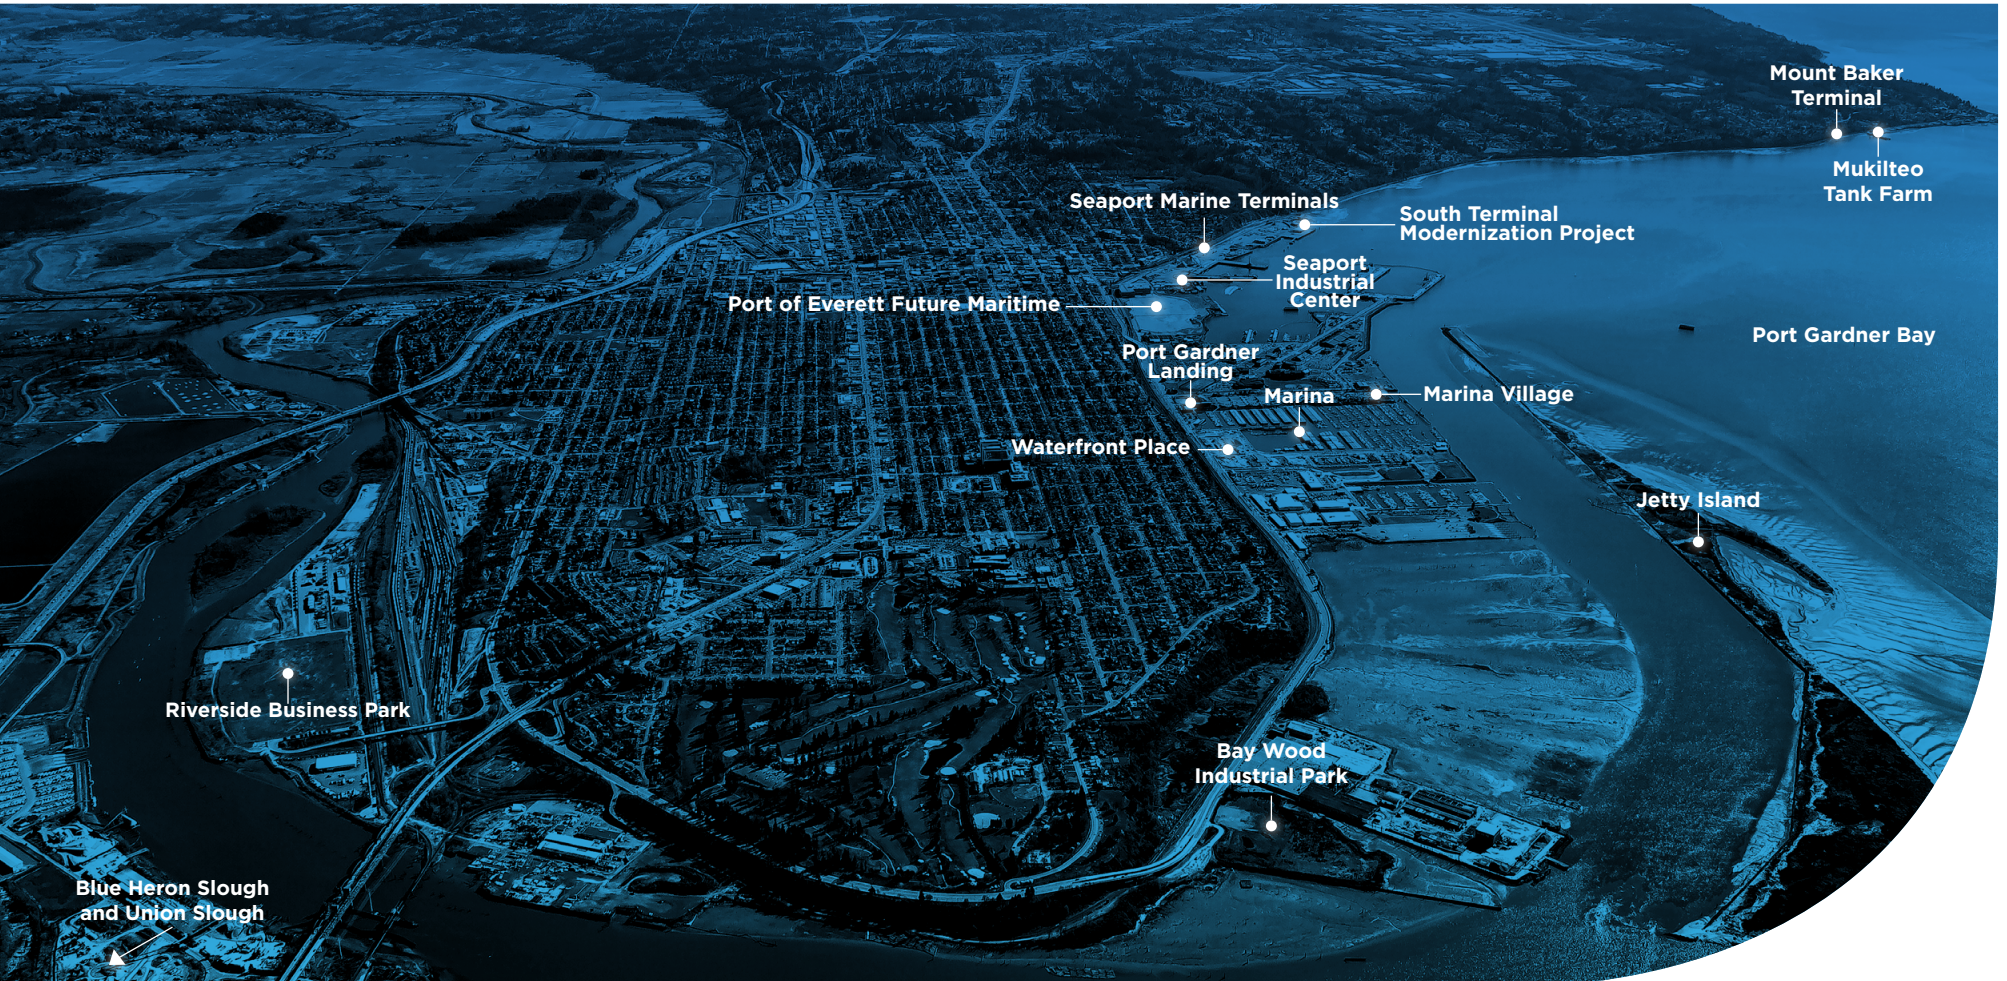 Mount Baker
Terminal
Mukilteo
Tank Farm
Seaport Marine Terminals
South Terminal
Modernization Project
Seaport
Industrial
Center
Port of Everett Future Maritime
Port Gardner Bay
Port Gardner
Landing
Marina
Marina Village
Waterfront Place
Jetty Island
Riverside Business Park
Bay Wood
Industrial Park
Blue Heron Slough
and Union Slough